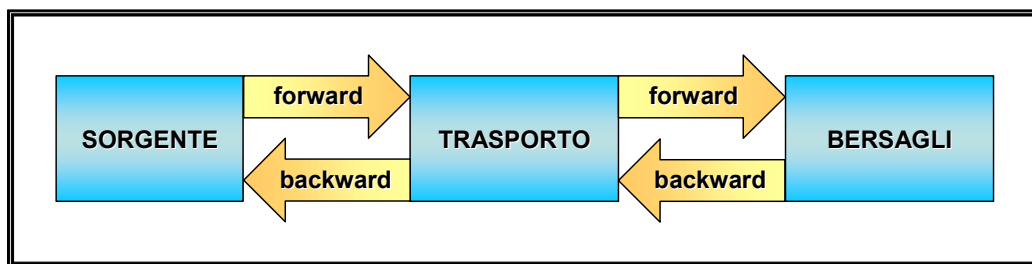 forward
forward
SORGENTE
TRASPORTO
BERSAGLI
backward
backward